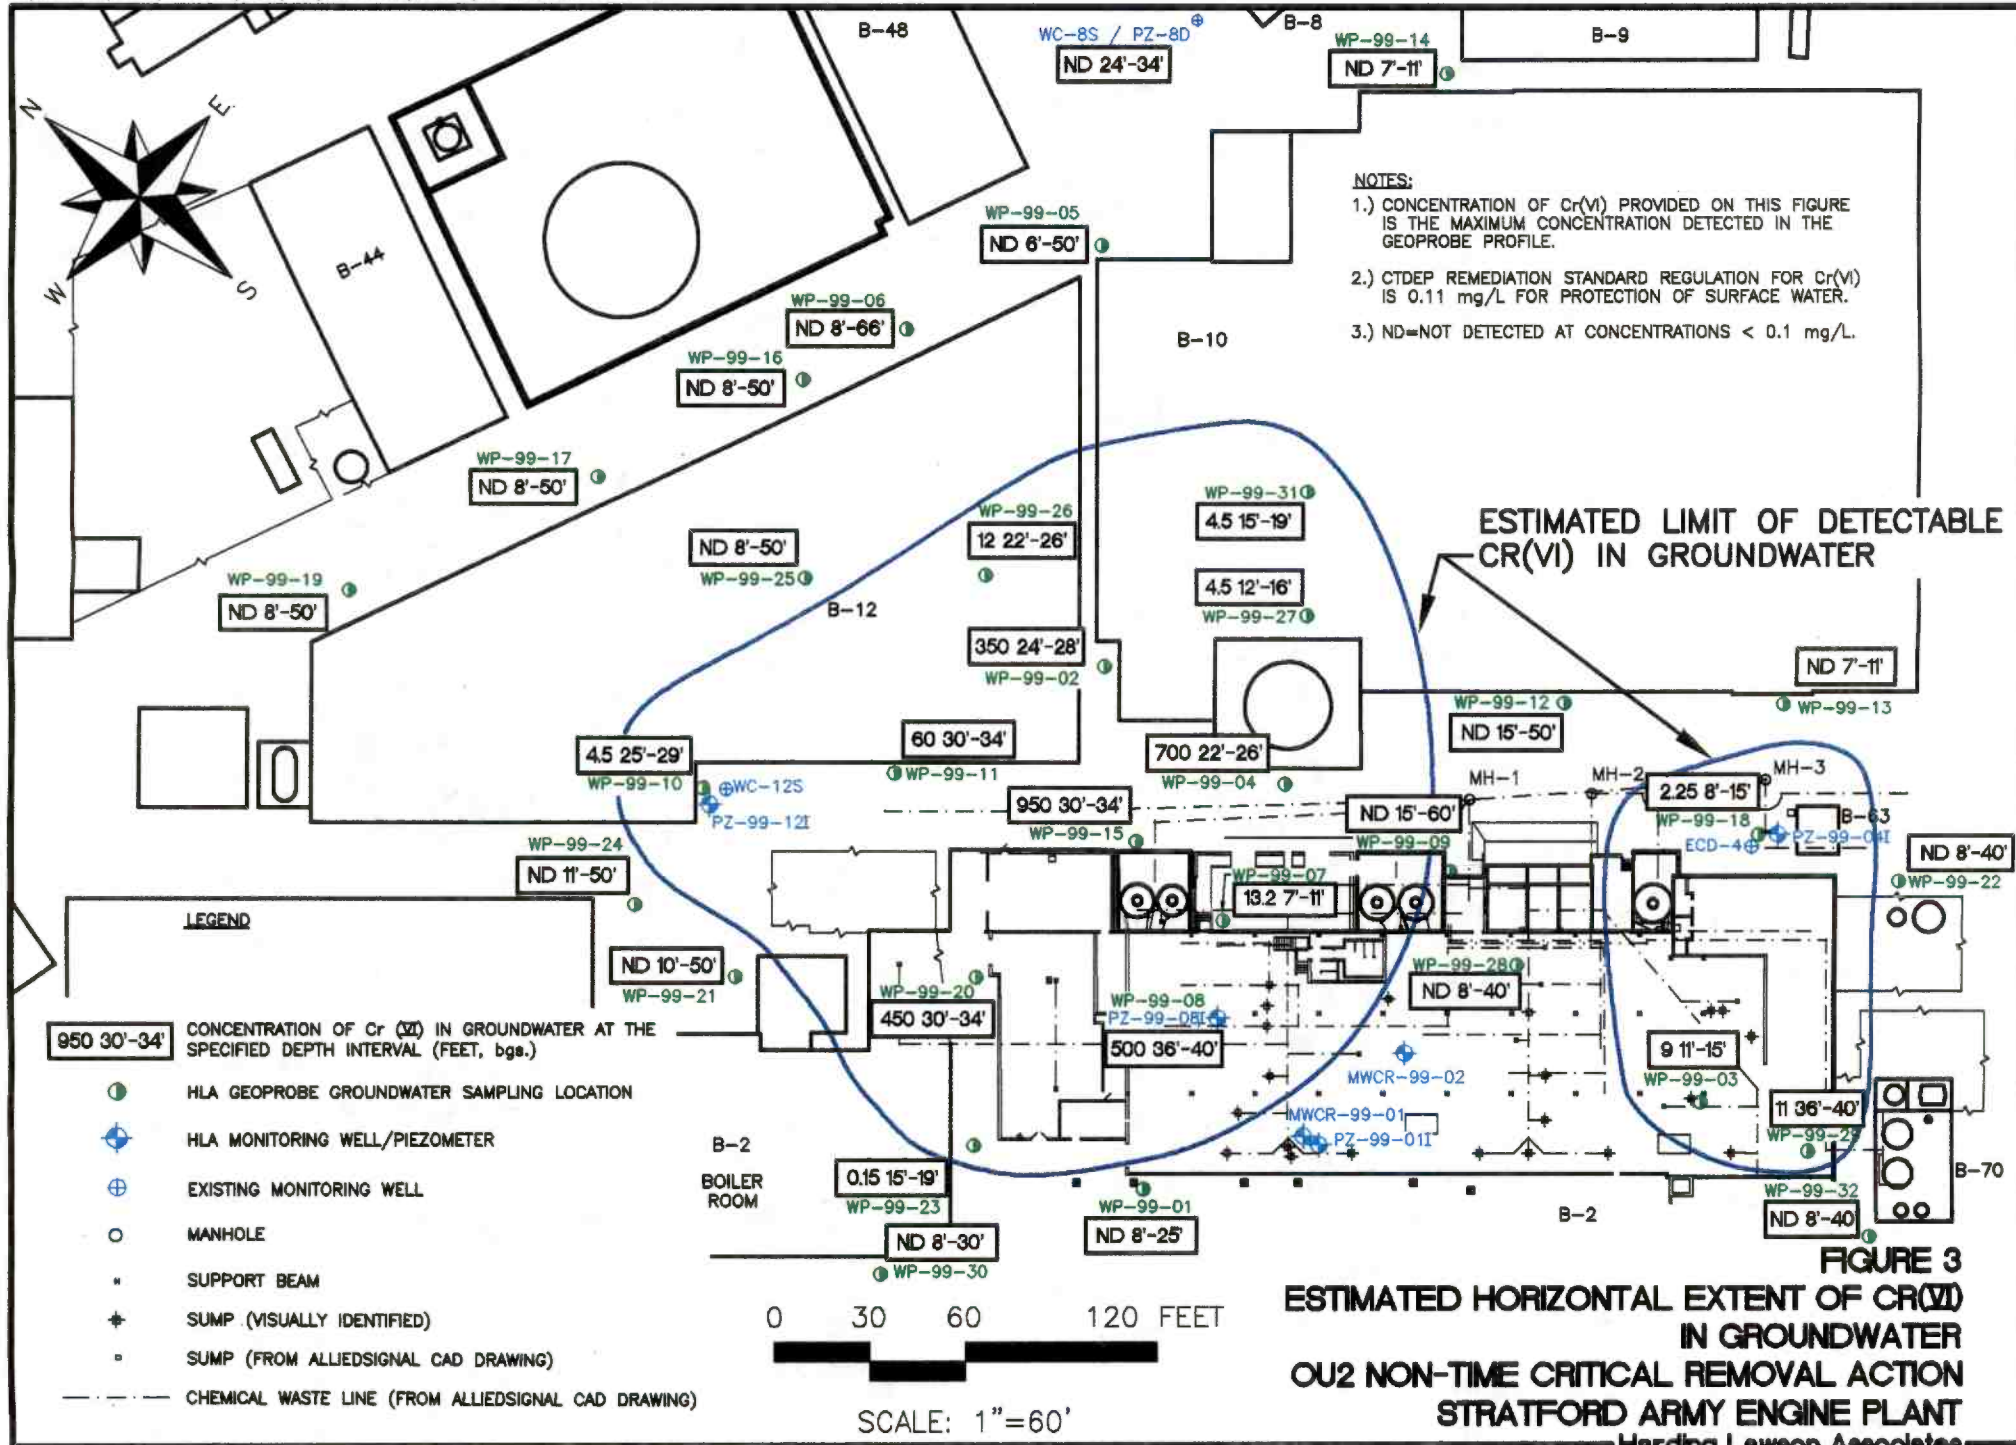 B-48
WC-8S / PZ-8D
ND 24'-34'
B-8
WP-99-14
ND 7'-11'
B-9
N
E
W
S
B-44
WP-99-05
ND 6'-50'
NOTES:
1.) CONCENTRATION OF Cr(VI) PROVIDED ON THIS FIGURE
IS THE MAXIMUM CONCENTRATION DETECTED IN THE
GEOPROBE PROFILE.
2.) CTDEP REMEDIATION STANDARD REGULATION FOR Cr(VI)
IS 0.11 mg/L FOR PROTECTION OF SURFACE WATER.
3.) ND=NOT DETECTED AT CONCENTRATIONS < 0.1 mg/L.
WP-99-06
ND 8'-66'
B-10
WP-99-16
ND 8'-50'
WP-99-17
ND 8'-50'
WP-99-26
12 22'-26'
WP-99-31
4.5 15'-19'
ESTIMATED LIMIT OF DETECTABLE
CR(VI) IN GROUNDWATER
ND 8'-50'
WP-99-25
4.5 12'-16'
WP-99-27
WP-99-19
ND 8'-50'
B-12
350 24'-28'
WP-99-02
ND 7'-11'
WP-99-13
WP-99-12
ND 15'-50'
4.5 25'-29'
WP-99-10
WC-12S
PZ-99-12I
60 30'-34'
WP-99-11
700 22'-26'
WP-99-04
MH-1
MH-2
MH-3
2.25 8'-15'
WP-99-18
B-63
ECD-4
PZ-99-04I
950 30'-34'
WP-99-15
ND 15'-60'
WP-99-09
WP-99-24
ND 11'-50'
ND 8'-40'
WP-99-22
WP-99-07
13.2 7'-11'
LEGEND
ND 10'-50'
WP-99-21
WP-99-20
450 30'-34'
WP-99-08
PZ-99-08I
500 36'-40'
WP-99-28
ND 8'-40'
9 11'-15'
WP-99-03
MWCR-99-02
MWCR-99-01
PZ-99-01I
11 36'-40'
WP-99-29
950 30'-34'
CONCENTRATION OF Cr (VI) IN GROUNDWATER AT THE
SPECIFIED DEPTH INTERVAL (FEET, bgs.)
HLA GEOPROBE GROUNDWATER SAMPLING LOCATION
HLA MONITORING WELL/PIEZOMETER
EXISTING MONITORING WELL
MANHOLE
SUPPORT BEAM
SUMP (VISUALLY IDENTIFIED)
SUMP (FROM ALLIEDSIGNAL CAD DRAWING)
CHEMICAL WASTE LINE (FROM ALLIEDSIGNAL CAD DRAWING)
B-2
BOILER
ROOM
0.15 15'-19'
WP-99-23
ND 8'-30'
WP-99-30
WP-99-01
ND 8'-25'
B-2
WP-99-32
ND 8'-40
B-70
0 30 60 120 FEET
SCALE: 1"=60'
FIGURE 3
ESTIMATED HORIZONTAL EXTENT OF CR(VI)
IN GROUNDWATER
OU2 NON-TIME CRITICAL REMOVAL ACTION
STRATFORD ARMY ENGINE PLANT
Harding Lawson Associates